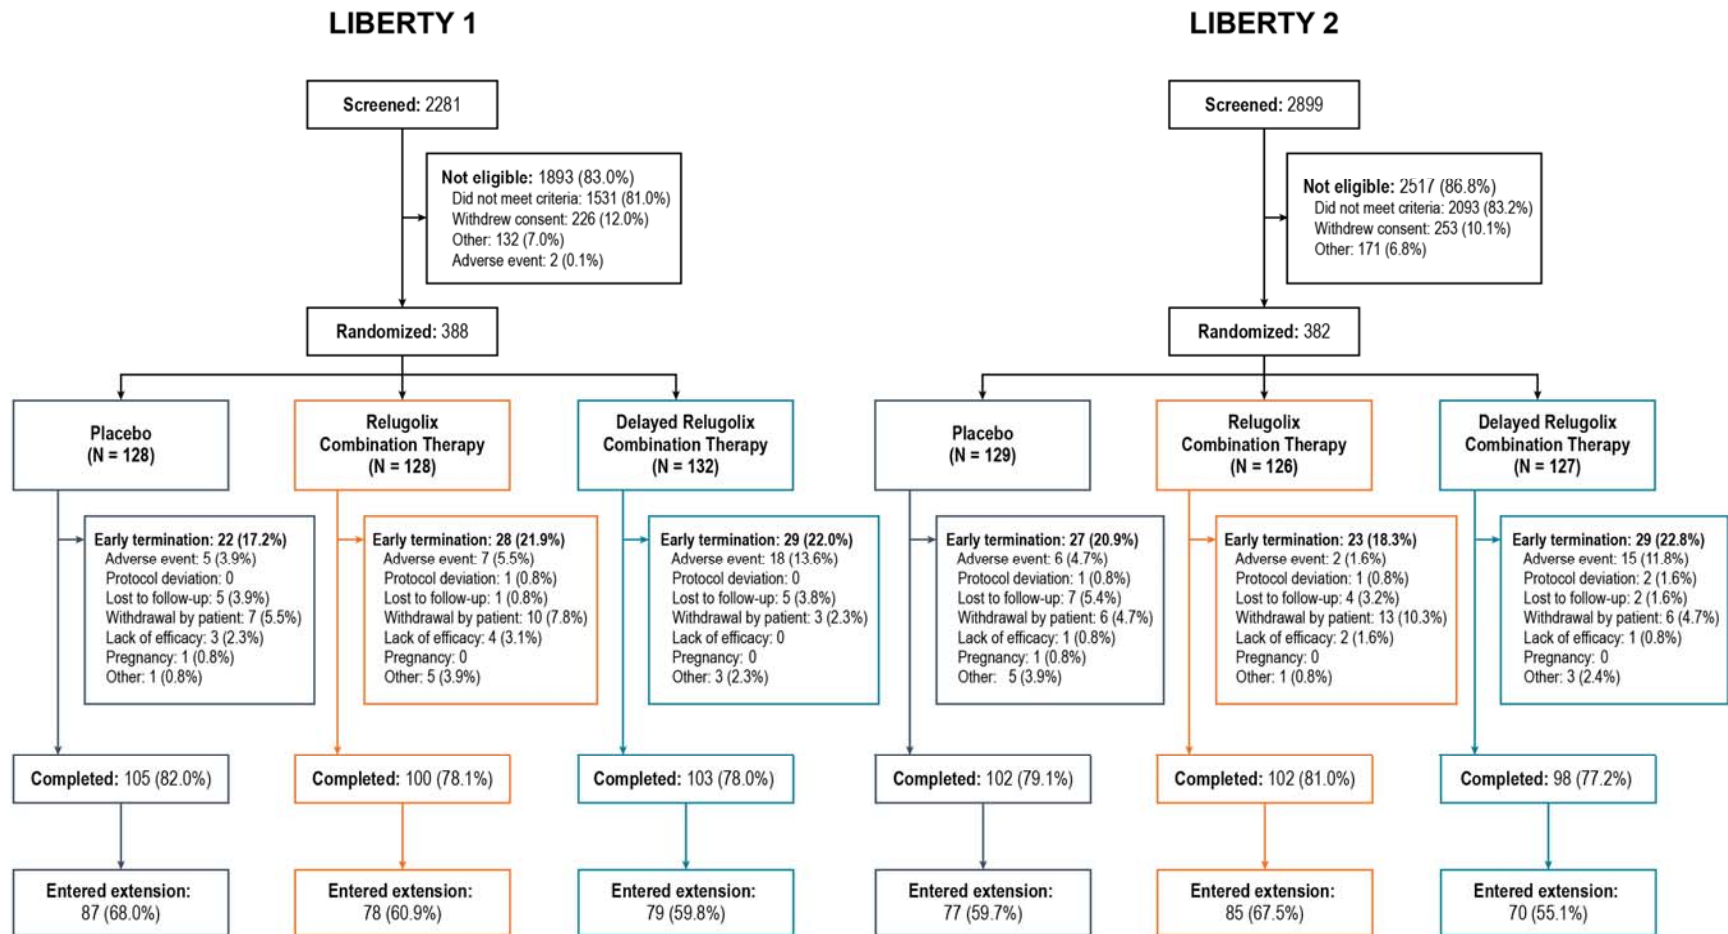 LIBERTY 1
Screened: 2281
Not eligible: 1893 (83.0%)
Did not meet criteria: 1531 (81.0%)
Withdrew consent: 226 (12.0%)
Other: 132 (7.0%)
Adverse event: 2 (0.1%)
Randomized: 388
Placebo
(N = 128)
Relugolix
Combination Therapy
(N = 128)
Delayed Relugolix
Combination Therapy
(N = 132)
Early termination: 22 (17.2%)
Adverse event: 5 (3.9%)
Protocol deviation: 0
Lost to follow-up: 5 (3.9%)
Withdrawal by patient: 7 (5.5%)
Lack of efficacy: 3 (2.3%)
Pregnancy: 1 (0.8%)
Other: 1 (0.8%)
Early termination: 28 (21.9%)
Adverse event: 7 (5.5%)
Protocol deviation: 1 (0.8%)
Lost to follow-up: 1 (0.8%)
Withdrawal by patient: 10 (7.8%)
Lack of efficacy: 4 (3.1%)
Pregnancy: 0
Other: 5 (3.9%)
Early termination: 29 (22.0%)
Adverse event: 18 (13.6%)
Protocol deviation: 0
Lost to follow-up: 5 (3.8%)
Withdrawal by patient: 3 (2.3%)
Lack of efficacy: 0
Pregnancy: 0
Other: 3 (2.3%)
Completed: 105 (82.0%)
Completed: 100 (78.1%)
Completed: 103 (78.0%)
Entered extension:
87 (68.0%)
Entered extension:
78 (60.9%)
Entered extension:
79 (59.8%)
LIBERTY 2
Screened: 2899
Not eligible: 2517 (86.8%)
Did not meet criteria: 2093 (83.2%)
Withdrew consent: 253 (10.1%)
Other: 171 (6.8%)
Randomized: 382
Placebo
(N = 129)
Relugolix
Combination Therapy
(N = 126)
Delayed Relugolix
Combination Therapy
(N = 127)
Early termination: 27 (20.9%)
Adverse event: 6 (4.7%)
Protocol deviation: 1 (0.8%)
Lost to follow-up: 7 (5.4%)
Withdrawal by patient: 6 (4.7%)
Lack of efficacy: 1 (0.8%)
Pregnancy: 1 (0.8%)
Other: 5 (3.9%)
Early termination: 23 (18.3%)
Adverse event: 2 (1.6%)
Protocol deviation: 1 (0.8%)
Lost to follow-up: 4 (3.2%)
Withdrawal by patient: 13 (10.3%)
Lack of efficacy: 2 (1.6%)
Pregnancy: 0
Other: 1 (0.8%)
Early termination: 29 (22.8%)
Adverse event: 15 (11.8%)
Protocol deviation: 2 (1.6%)
Lost to follow-up: 2 (1.6%)
Withdrawal by patient: 6 (4.7%)
Lack of efficacy: 1 (0.8%)
Pregnancy: 0
Other: 3 (2.4%)
Completed: 102 (79.1%)
Completed: 102 (81.0%)
Completed: 98 (77.2%)
Entered extension:
77 (59.7%)
Entered extension:
85 (67.5%)
Entered extension:
70 (55.1%)